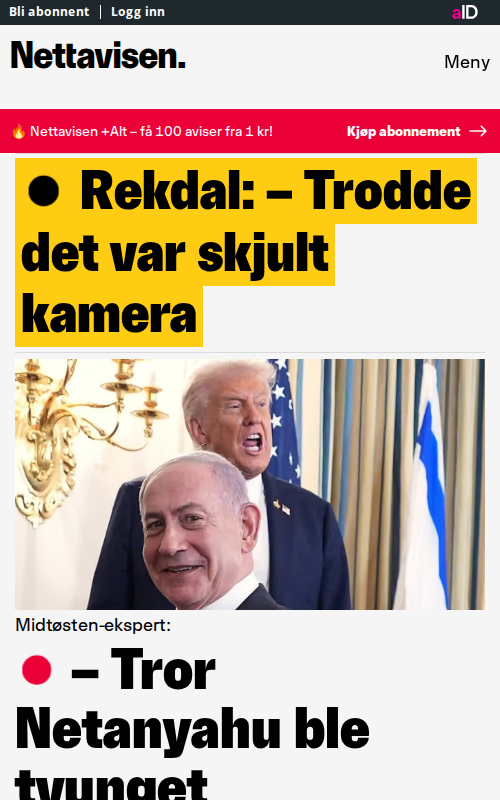 Bli abonnent | Logg inn
aID
Nettavisen.
Meny
🔥 Nettavisen +Alt – få 100 aviser fra 1 kr!
Kjøp abonnement →
● Rekdal: – Trodde
det var skjult
kamera
Midtøsten-ekspert:
– Tror
Netanyahu ble
tvunget